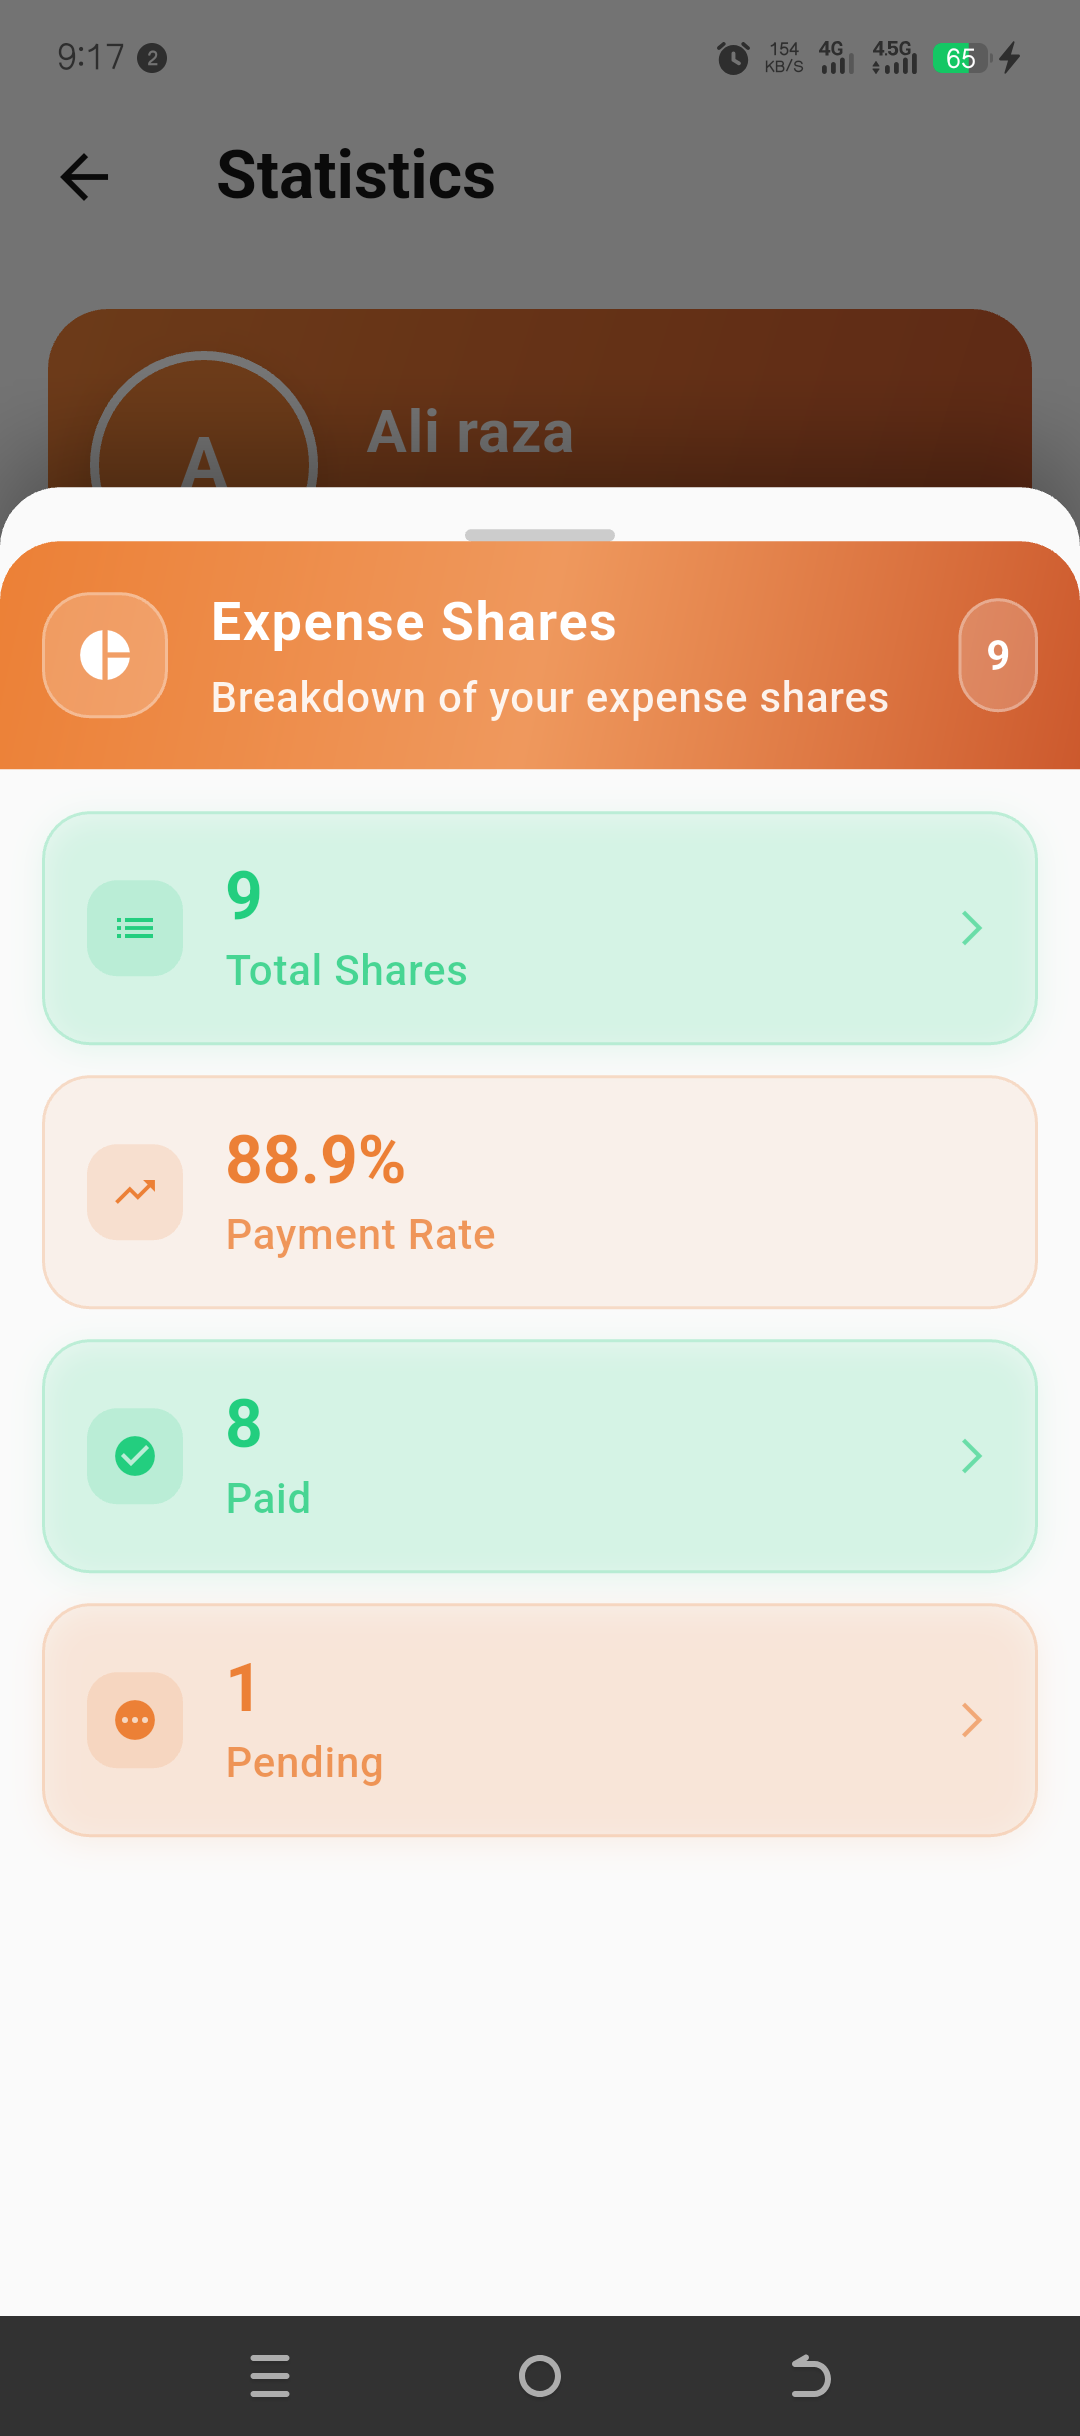 9:17 2 154 KB/S 4G 4.5G 65
Statistics
A
Ali raza
Expense Shares
Breakdown of your expense shares
9
9
Total Shares
88.9%
Payment Rate
8
Paid
1
Pending